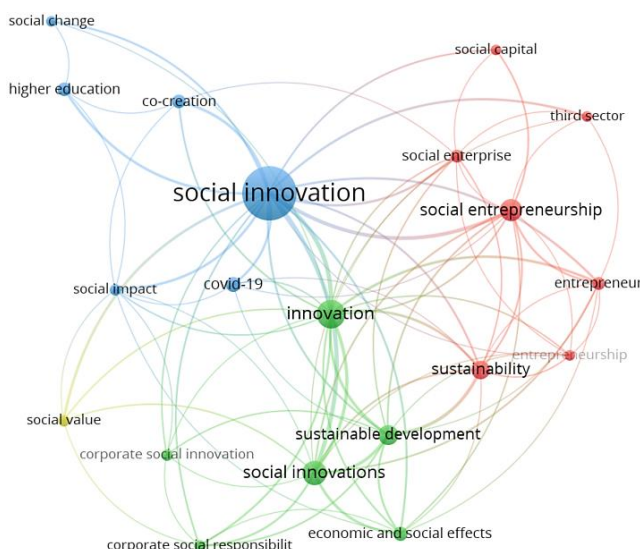 social change
social capital
higher education
co-creation
third sector
social enterprise
social innovation
social entrepreneurship
social impact
covid-19
entrepreneur
innovation
entrepreneurship
sustainability
social value
sustainable development
corporate social innovation
social innovations
economic and social effects
corporate social responsibilit